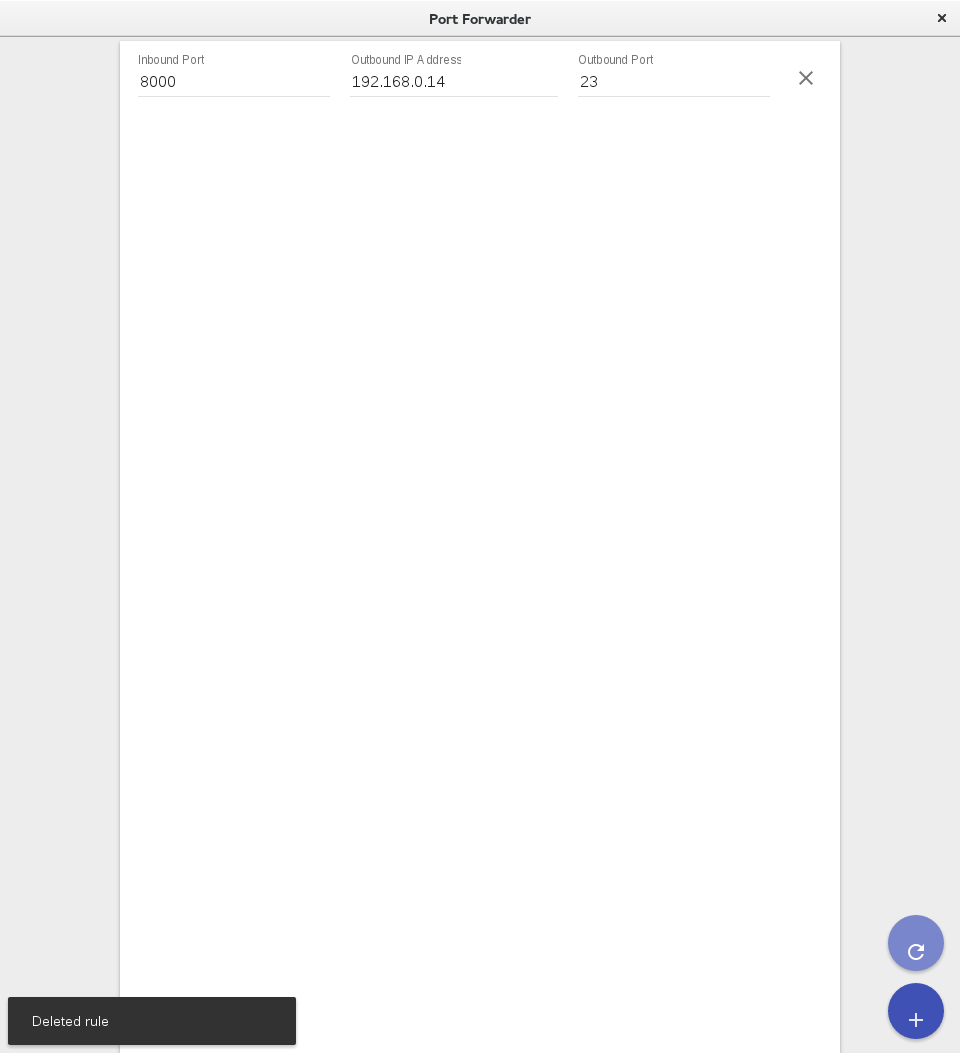 Port Forwarder
Inbound Port
Outbound IP Address
Outbound Port
8000
192.168.0.14
23
Deleted rule